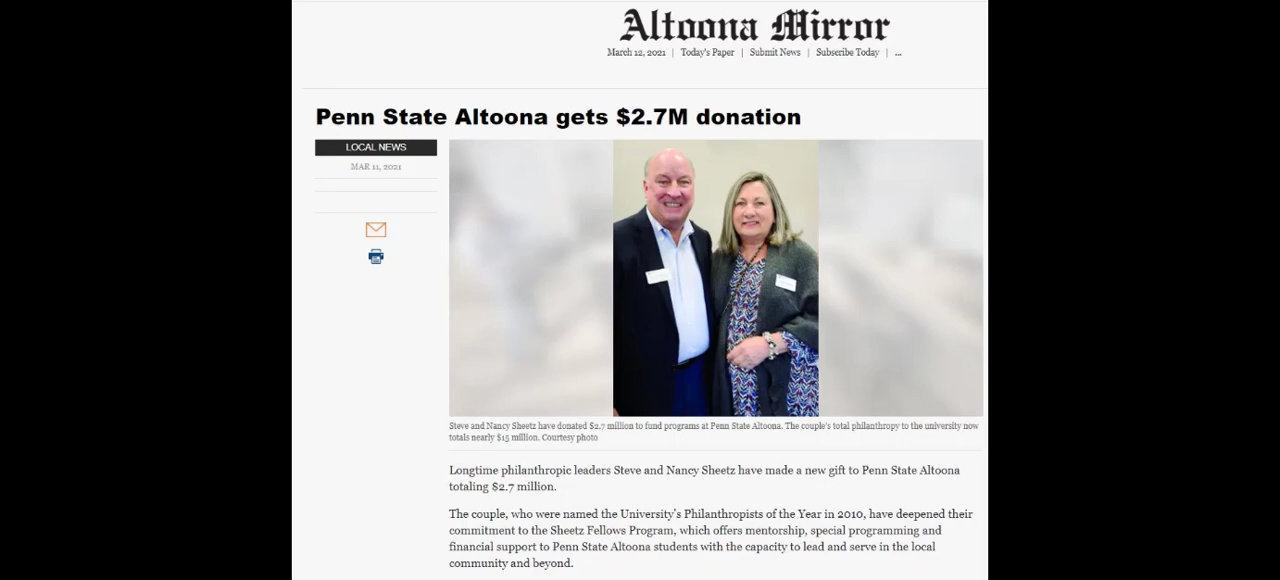 Altoona Mirror
March 12, 2021 | Today's Paper | Submit News | Subscribe Today | ...
Penn State Altoona gets $2.7M donation
LOCAL NEWS
MAR 11, 2021
Steve and Nancy Sheetz have donated $2.7 million to fund programs at Penn State Altoona. The couple's total philanthropy to the university now
totals nearly $15 million. Courtesy photo
Longtime philanthropic leaders Steve and Nancy Sheetz have made a new gift to Penn State Altoona
totaling $2.7 million.
The couple, who were named the University's Philanthropists of the Year in 2010, have deepened their
commitment to the Sheetz Fellows Program, which offers mentorship, special programming and
financial support to Penn State Altoona students with the capacity to lead and serve in the local
community and beyond.